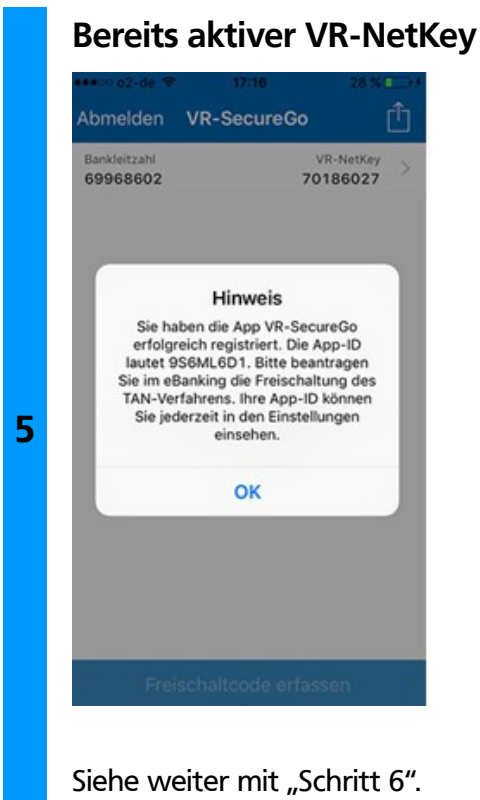 Bereits aktiver VR-NetKey
o2-de 17:16 28 %
Abmelden VR-SecureGo
Bankleitzahl VR-NetKey
69968602 70186027
Hinweis
Sie haben die App VR-SecureGo
erfolgreich registriert. Die App-ID
lautet 9S6ML6D1. Bitte beantragen
Sie im eBanking die Freischaltung des
TAN-Verfahrens. Ihre App-ID können
Sie jederzeit in den Einstellungen
einsehen.
5
OK
Freischaltcode erfassen
Siehe weiter mit „Schritt 6“.